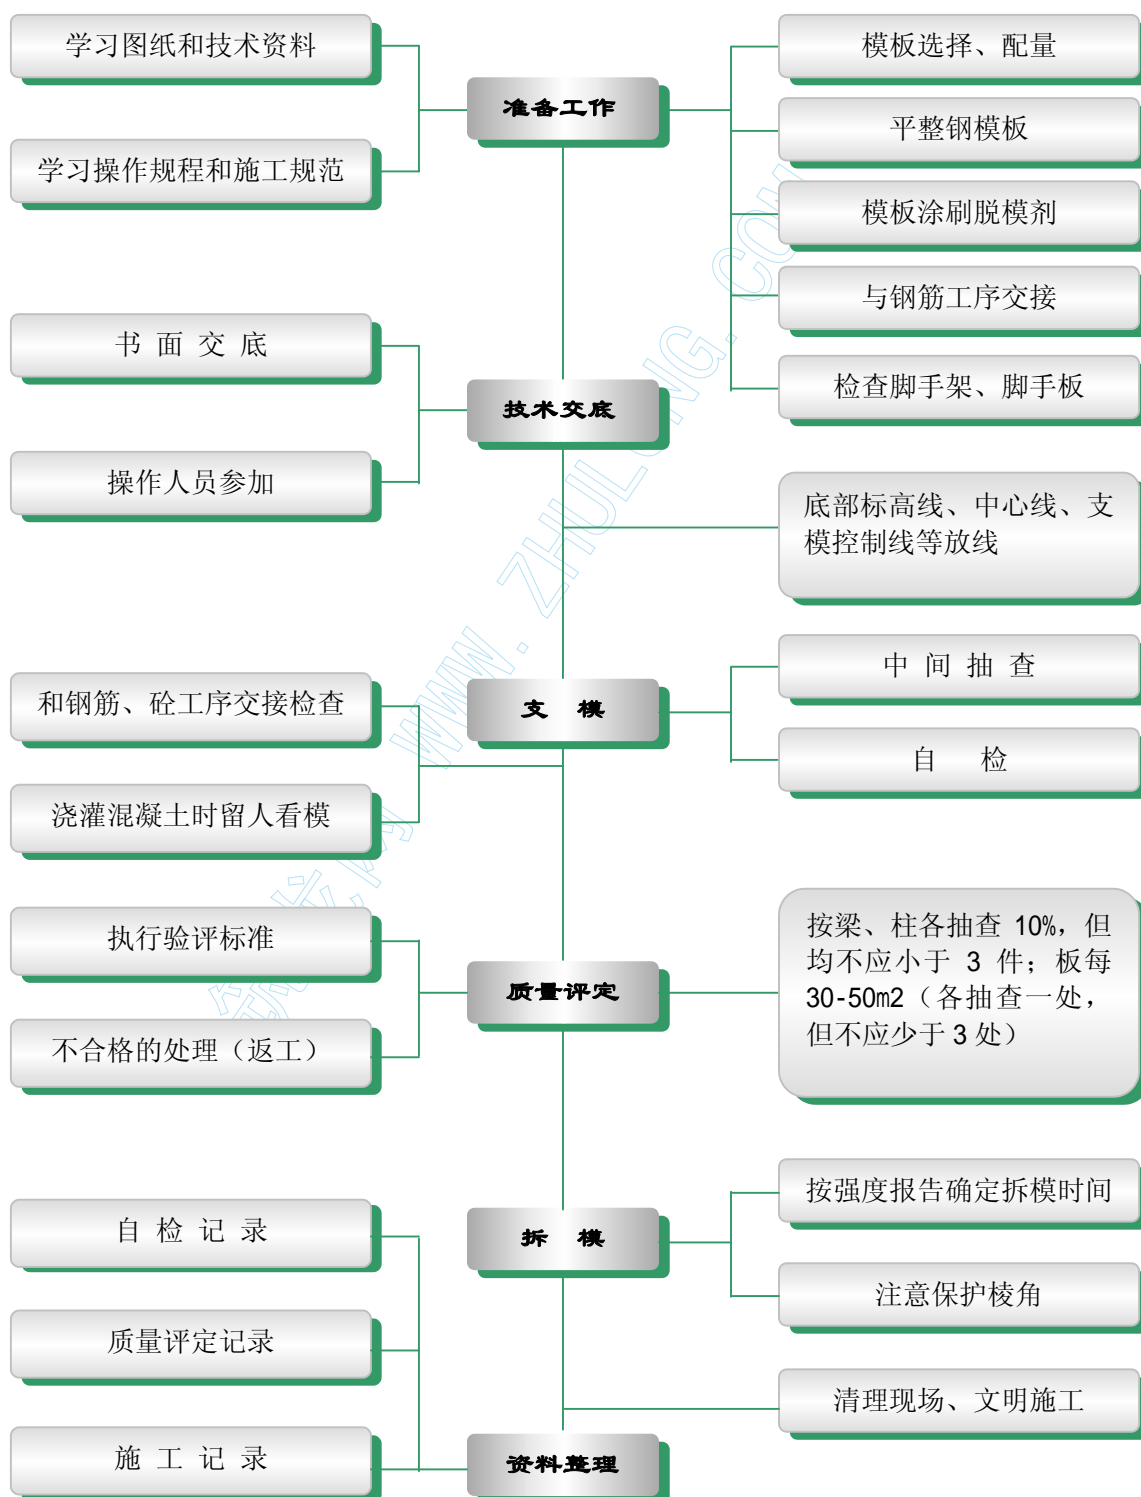 学习图纸和技术资料
模板选择、配量
准备工作
平整钢模板
学习操作规程和施工规范
模板涂刷脱模剂
与钢筋工序交接
书 面 交 底
检查脚手架、脚手板
技术交底
操作人员参加
底部标高线、中心线、支
模控制线等放线
中 间 抽 查
和钢筋、砼工序交接检查
支 模
自 检
浇灌混凝土时留人看模
执行验评标准
按梁、柱各抽查 10%，但
均不应小于 3 件；板每
30-50m2（各抽查一处，
但不应少于 3 处）
质量评定
不合格的处理（返工）
按强度报告确定拆模时间
自 检 记 录
拆 模
注意保护棱角
质量评定记录
清理现场、文明施工
施 工 记 录
资料整理
WWW.ZHULONG.COM